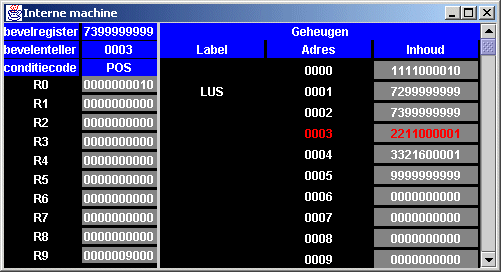 Interne machine
bevelregister 7399999999 Geheugen
bevelenteller 0003 Label Adres Inhoud
conditiecode POS
0000 1111000010
R0 0000000010
LUS 0001 7299999999
R1 0000000000
0002 7399999999
R2 0000000000
0003 2211000001
R3 0000000000
0004 3321600001
R4 0000000000
0005 9999999999
R5 0000000000
0006 0000000000
R6 0000000000
0007 0000000000
R7 0000000000
0008 0000000000
R8 0000000000
0009 0000000000
R9 0000009000